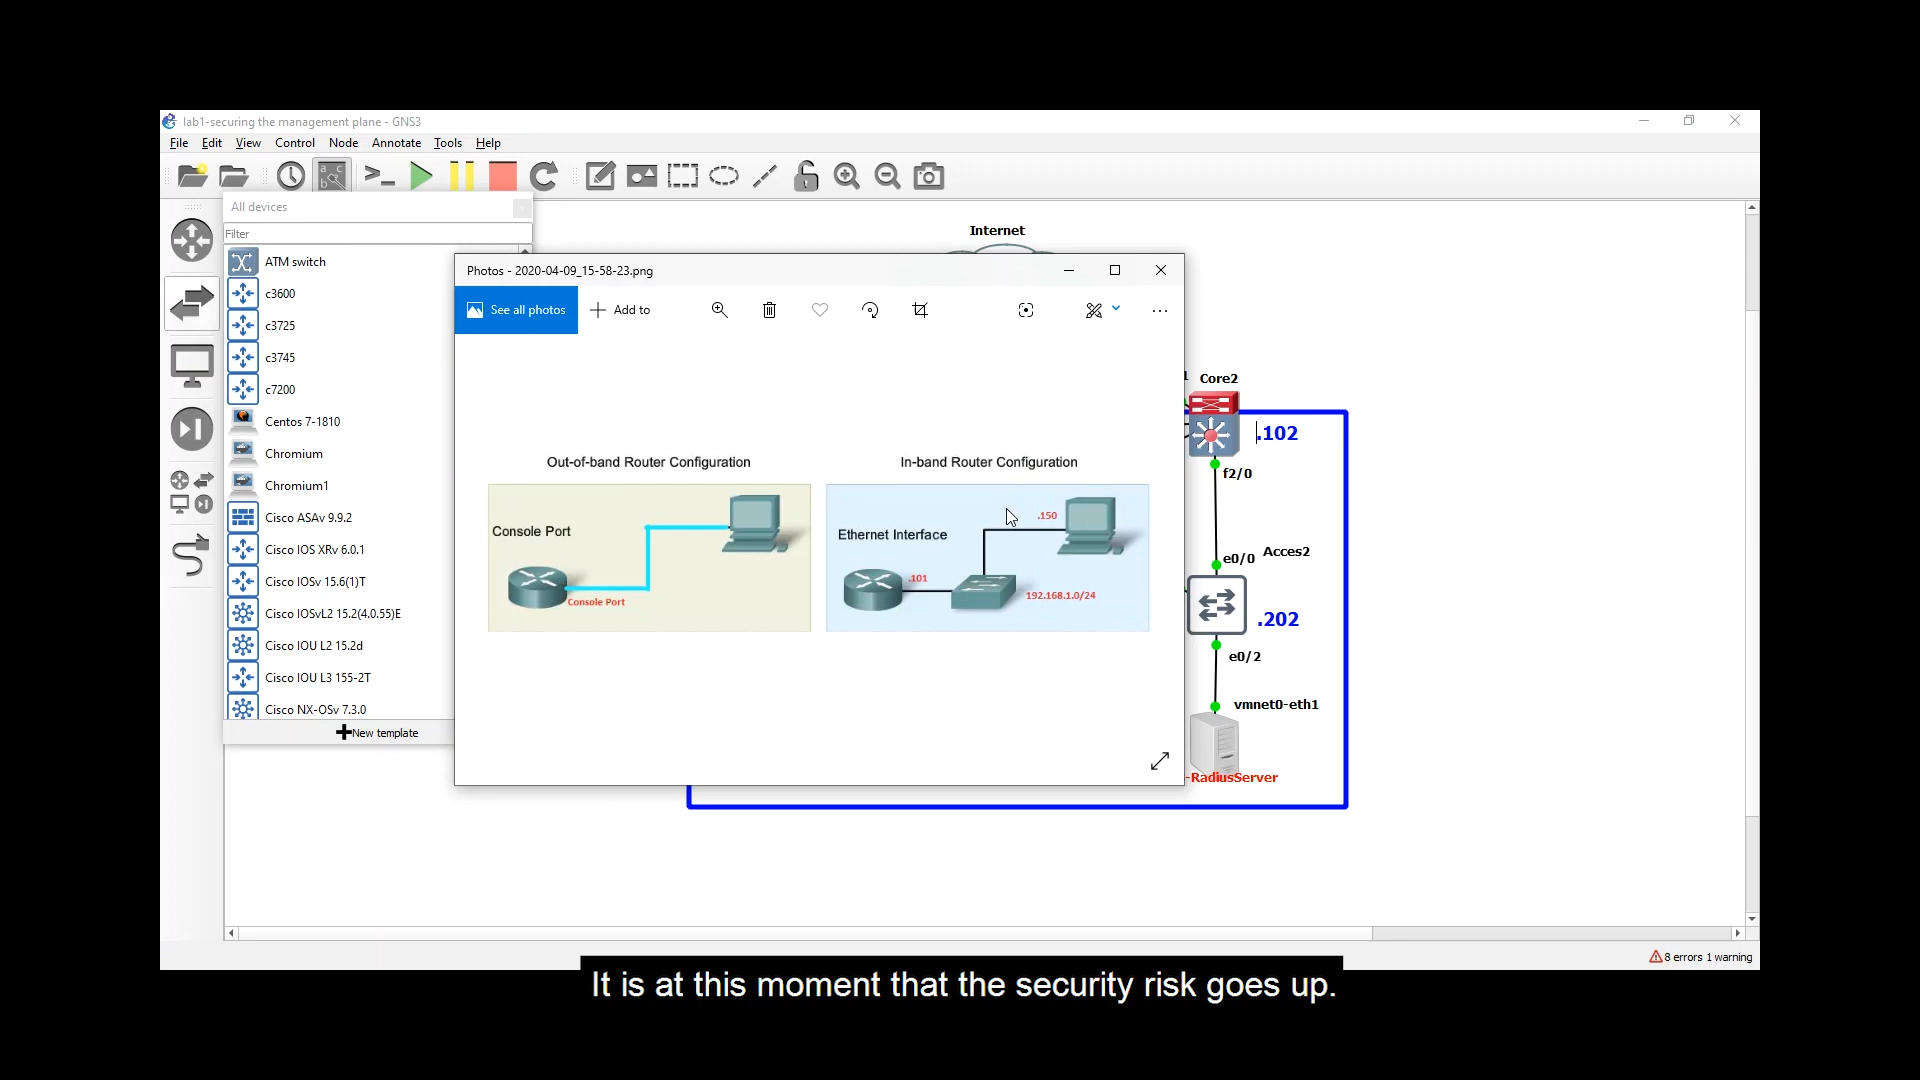 lab1-securing the management plane - GNS3
File Edit View Control Node Annotate Tools Help
All devices
Filter
ATM switch
c3600
c3725
c3745
c7200
Centos 7-1810
Chromium
Chromium1
Cisco ASAv 9.9.2
Cisco IOS XRv 6.0.1
Cisco IOSv 15.6(1)T
Cisco IOSvL2 15.2(4.0.55)E
Cisco IOU L2 15.2d
Cisco IOU L3 155-2T
Cisco NX-OSv 7.3.0
New template
Internet
Photos - 2020-04-09_15-58-23.png
See all photos
Add to
Out-of-band Router Configuration
Console Port
Console Port
In-band Router Configuration
Ethernet Interface
.150
.101
192.168.1.0/24
1 Core2
.102
f2/0
e0/0 Acces2
.202
e0/2
vmnet0-eth1
-RadiusServer
8 errors 1 warning
It is at this moment that the security risk goes up.